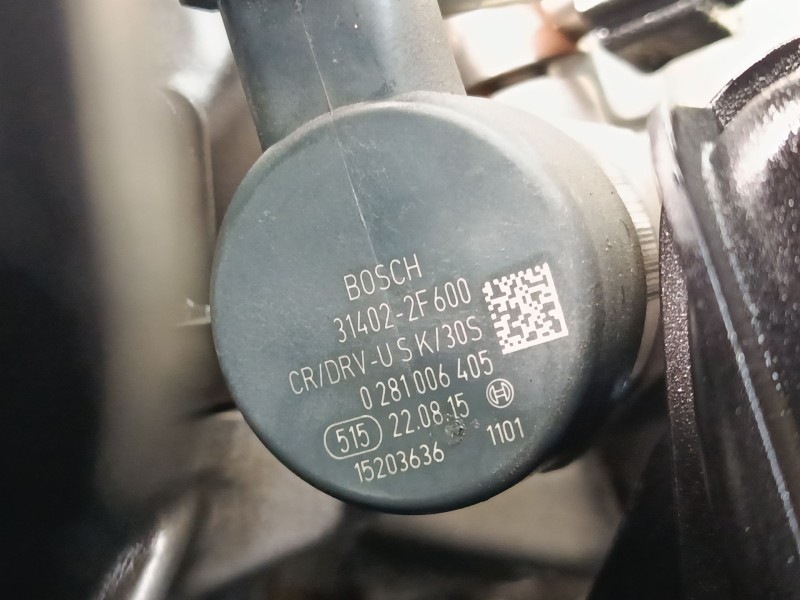 BOSCH
31402-2F600
CR/DRV-USK/30S
0 281 006 405
515 22.08.15
15203636 1101